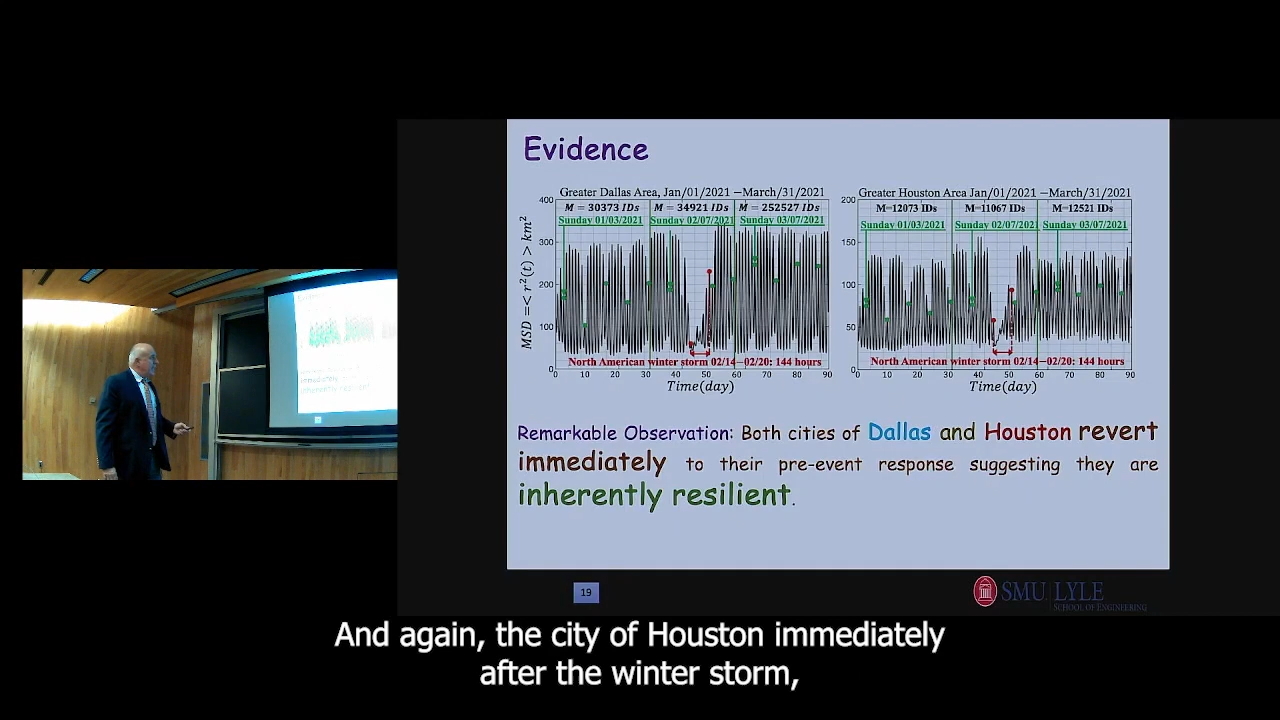 Evidence
Greater Dallas Area, Jan/01/2021 –March/31/2021
M = 30373 IDs M = 34921 IDs M = 252527 IDs
Sunday 01/03/2021 Sunday 02/07/2021 Sunday 03/07/2021
400
300
200
100
0
MSD =< r²(t) > km²
North American winter storm 02/14–02/20: 144 hours
0 10 20 30 40 50 60 70 80 90
Time(day)
Greater Houston Area Jan/01/2021 –March/31/2021
M=12073 IDs M=11067 IDs M=12521 IDs
Sunday 01/03/2021 Sunday 02/07/2021 Sunday 03/07/2021
200
150
100
50
0
North American winter storm 02/14–02/20: 144 hours
0 10 20 30 40 50 60 70 80 90
Time(day)
Remarkable Observation: Both cities of Dallas and Houston revert
immediately to their pre-event response suggesting they are
inherently resilient.
19
SMU LYLE
SCHOOL OF ENGINEERING
And again, the city of Houston immediately
after the winter storm,